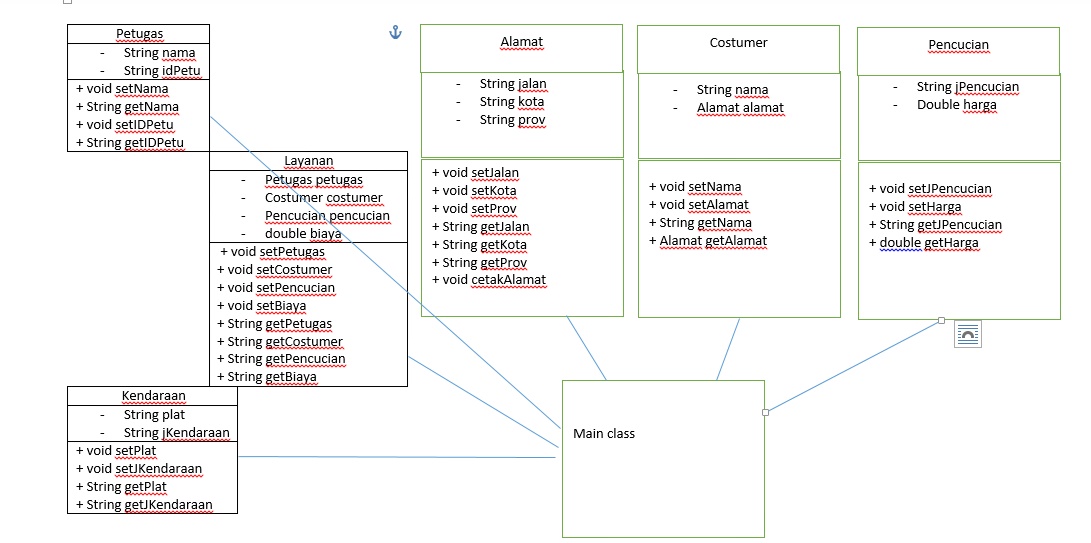 Petugas
- String nama
- String idPetu
+ void setNama
+ String getNama
+ void setIDPetu
+ String getIDPetu
Layanan
- Petugas petugas
- Costumer costumer
- Pencucian pencucian
- double biaya
+ void setPetugas
+ void setCostumer
+ void setPencucian
+ void setBiaya
+ String getPetugas
+ String getCostumer
+ String getPencucian
+ String getBiaya
Kendaraan
- String plat
- String jKendaraan
+ void setPlat
+ void setJKendaraan
+ String getPlat
+ String getJKendaraan
Alamat
- String jalan
- String kota
- String prov
+ void setJalan
+ void setKota
+ void setProv
+ String getJalan
+ String getKota
+ String getProv
+ void cetakAlamat
Costumer
- String nama
- Alamat alamat
+ void setNama
+ void setAlamat
+ String getNama
+ Alamat getAlamat
Pencucian
- String jPencucian
- Double harga
+ void setJPencucian
+ void setHarga
+ String getJPencucian
+ double getHarga
Main class